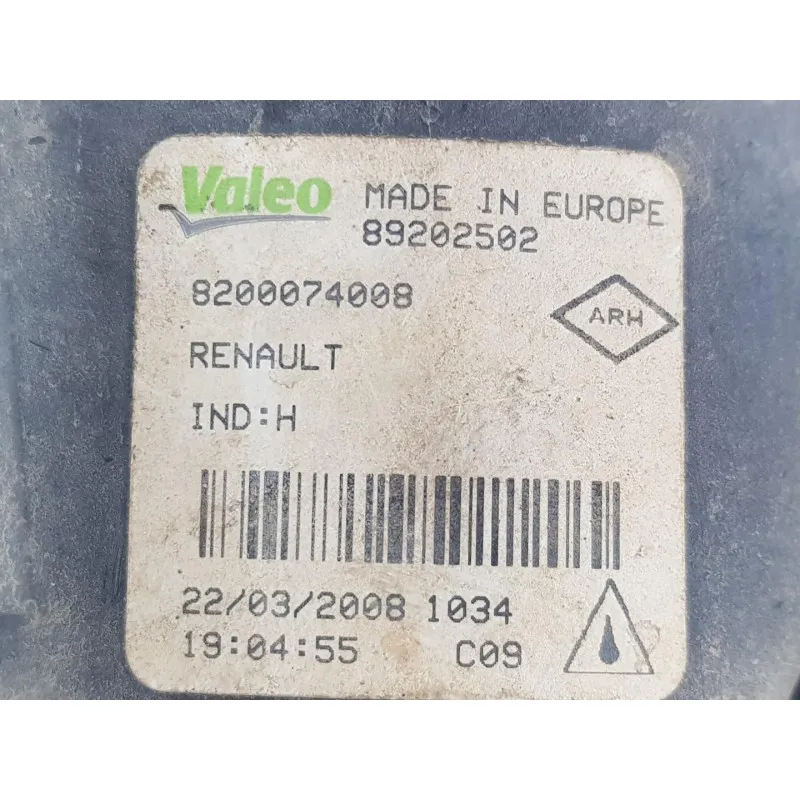 Valeo MADE IN EUROPE
89202502
8200074008
ARH
RENAULT
IND:H
22/03/2008 1034
19:04:55 C09